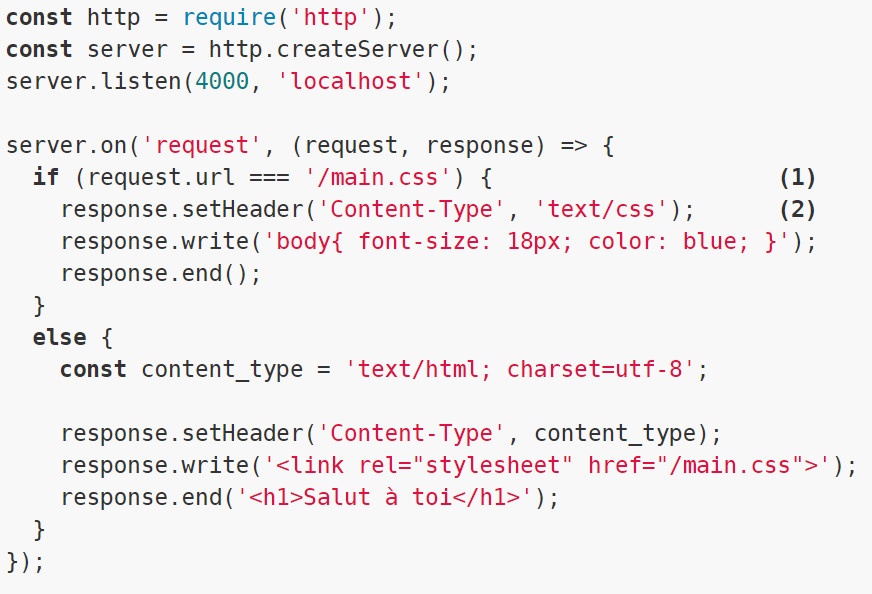 const http = require('http');
const server = http.createServer();
server.listen(4000, 'localhost');

server.on('request', (request, response) => {
  if (request.url === '/main.css') {                     (1)
    response.setHeader('Content-Type', 'text/css');      (2)
    response.write('body{ font-size: 18px; color: blue; }');
    response.end();
  }
  else {
    const content_type = 'text/html; charset=utf-8';

    response.setHeader('Content-Type', content_type);
    response.write('<link rel="stylesheet" href="/main.css">');
    response.end('<h1>Salut à toi</h1>');
  }
});